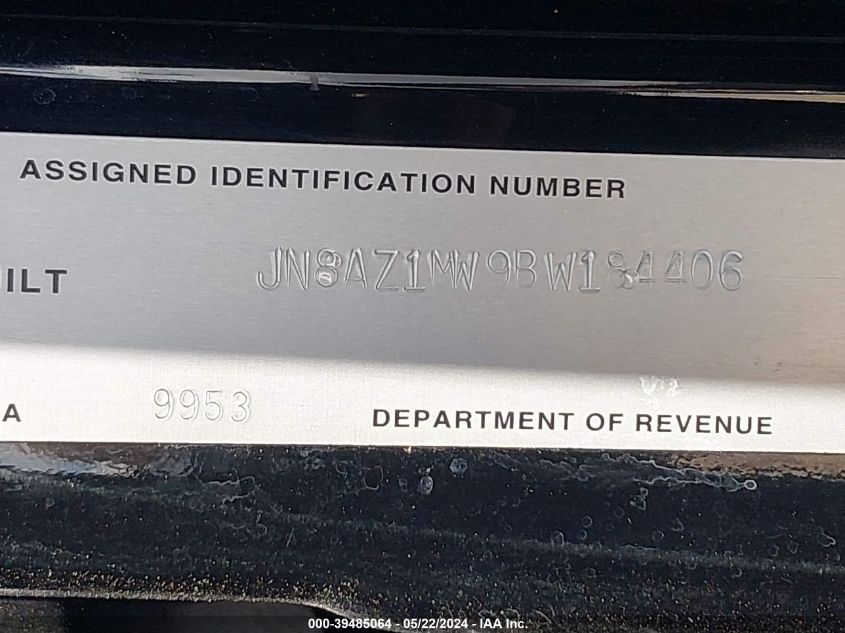 ASSIGNED IDENTIFICATION NUMBER
ILT JN8AZ1MW9BW184406
A 9953 DEPARTMENT OF REVENUE
000-39485064 - 05/22/2024 - IAA Inc.